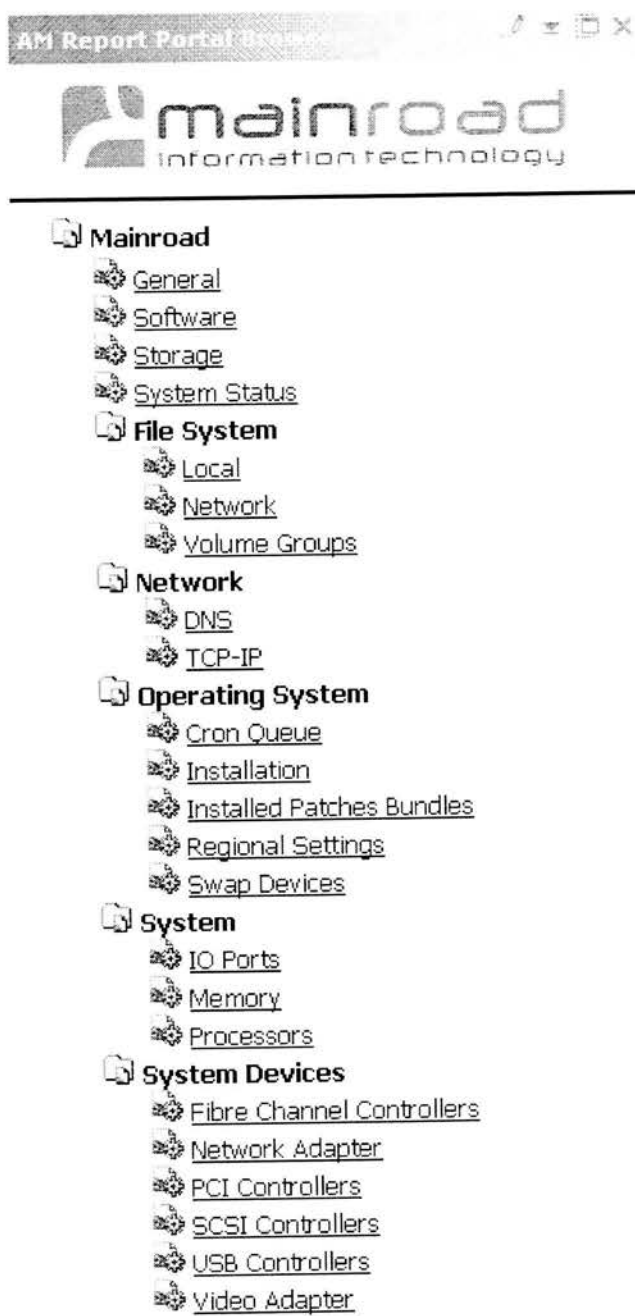 AM Report Portal
mainroad
information technology
Mainroad
General
Software
Storage
System Status
File System
Local
Network
Volume Groups
Network
DNS
TCP-IP
Operating System
Cron Queue
Installation
Installed Patches Bundles
Regional Settings
Swap Devices
System
IO Ports
Memory
Processors
System Devices
Fibre Channel Controllers
Network Adapter
PCI Controllers
SCSI Controllers
USB Controllers
Video Adapter